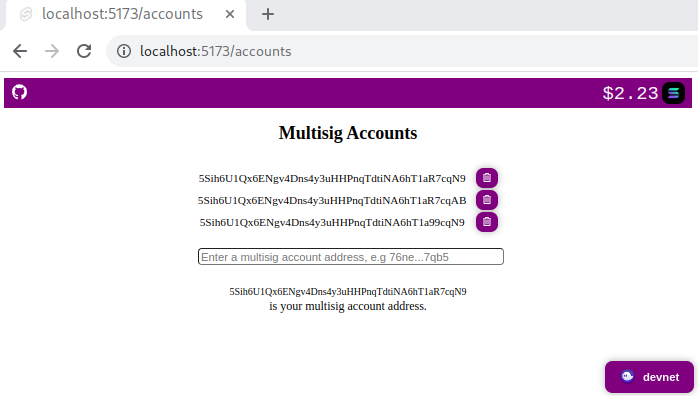 localhost:5173/accounts
localhost:5173/accounts
$2.23
Multisig Accounts
5Sih6U1Qx6ENgv4Dns4y3uHHPnqTdtiNA6hT1aR7cqN9
5Sih6U1Qx6ENgv4Dns4y3uHHPnqTdtiNA6hT1aR7cqAB
5Sih6U1Qx6ENgv4Dns4y3uHHPnqTdtiNA6hT1a99cqN9
Enter a multisig account address, e.g 76ne...7qb5
5Sih6U1Qx6ENgv4Dns4y3uHHPnqTdtiNA6hT1aR7cqN9
is your multisig account address.
devnet